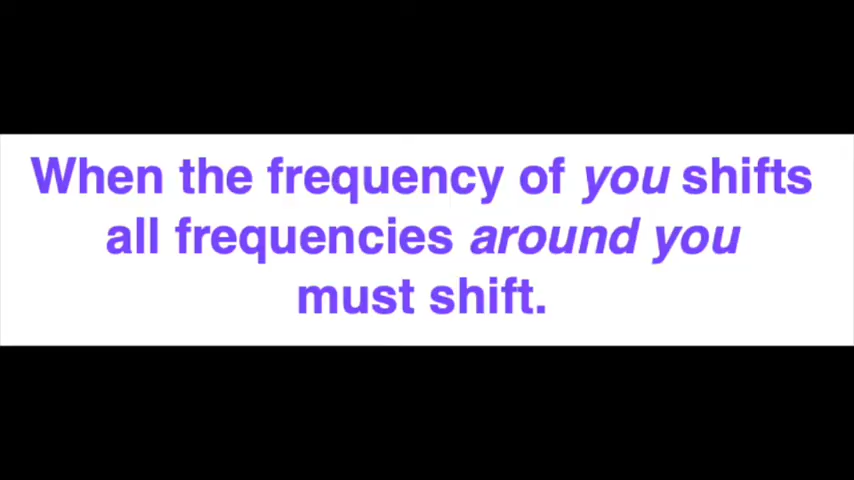 When the frequency of you shifts
all frequencies around you
must shift.